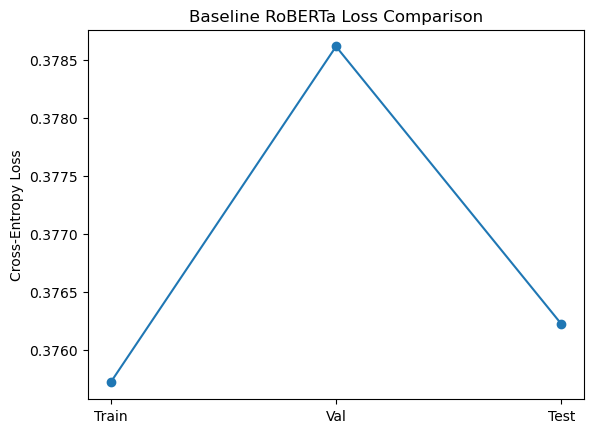 Baseline RoBERTa Loss Comparison
Cross-Entropy Loss
0.3785
0.3780
0.3775
0.3770
0.3765
0.3760
Train Val Test